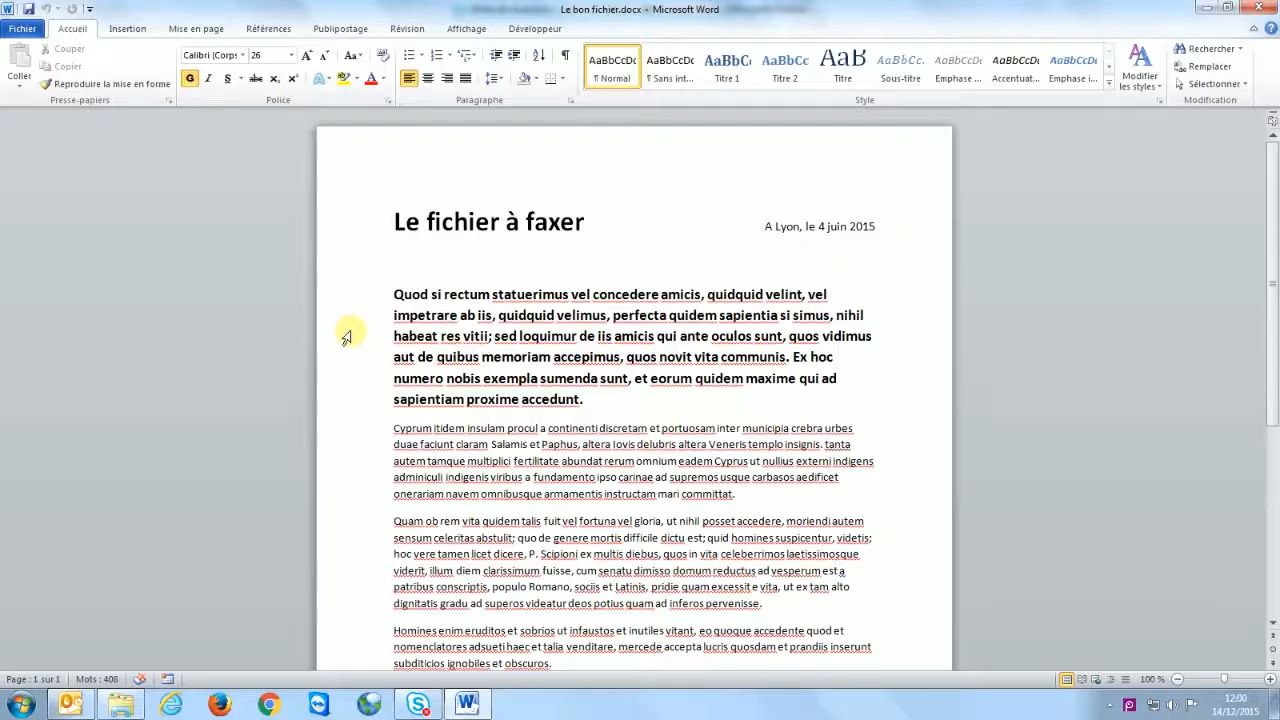 Le bon fichier.docx - Microsoft Word
Fichier Accueil Insertion Mise en page Références Publipostage Révision Affichage Développeur
Coller
Couper
Copier
Reproduire la mise en forme
Presse-papiers
Calibri (Corps 26
G I S abc x₂ x²
Police
Paragraphe
AaBbCcDc AaBbCcDc AaBbCc AaBbCc AaB AaBbCc. AaBbCcDc AaBbCcDc AaBbCcDc
¶ Normal ¶ Sans int... Titre 1 Titre 2 Titre Sous-titre Emphase ... Accentuat... Emphase i...
Style
Modifier
les styles
Rechercher
Remplacer
Sélectionner
Modification
Le fichier à faxer
A Lyon, le 4 juin 2015
Quod si rectum statuerimus vel concedere amicis, quidquid velint, vel
impetrare ab iis, quidquid velimus, perfecta quidem sapientia si simus, nihil
habeat res vitii; sed loquimur de iis amicis qui ante oculos sunt, quos vidimus
aut de quibus memoriam accepimus, quos novit vita communis. Ex hoc
numero nobis exempla sumenda sunt, et eorum quidem maxime qui ad
sapientiam proxime accedunt.
Cyprum itidem insulam procul a continenti discretam et portuosam inter municipia crebra urbes
duae faciunt claram Salamis et Paphus, altera Iovis delubris altera Veneris templo insignis. tanta
autem tamque multiplici fertilitate abundat rerum omnium eadem Cyprus ut nullius externi indigens
adminiculi indigenis viribus a fundamento ipso carinae ad supremos usque carbasos aedificet
onerariam navem omnibusque armamentis instructam mari committat.
Quam ob rem vita quidem talis fuit vel fortuna vel gloria, ut nihil posset accedere, moriendi autem
sensum celeritas abstulit; quo de genere mortis difficile dictu est; quid homines suspicentur, videtis;
hoc vere tamen licet dicere, P. Scipioni ex multis diebus, quos in vita celeberrimos laetissimosque
viderit, illum diem clarissimum fuisse, cum senatu dimisso domum reductus ad vesperum est a
patribus conscriptis, populo Romano, sociis et Latinis, pridie quam excessit e vita, ut ex tam alto
dignitatis gradu ad superos videatur deos potius quam ad inferos pervenisse.
Homines enim eruditos et sobrios ut infaustos et inutiles vitant, eo quoque accedente quod et
nomenclatores adsueti haec et talia venditare, mercede accepta lucris quosdam et prandiis inserunt
subditicios ignobiles et obscuros.
Page : 1 sur 1 Mots : 408
100 %
12:00
14/12/2015